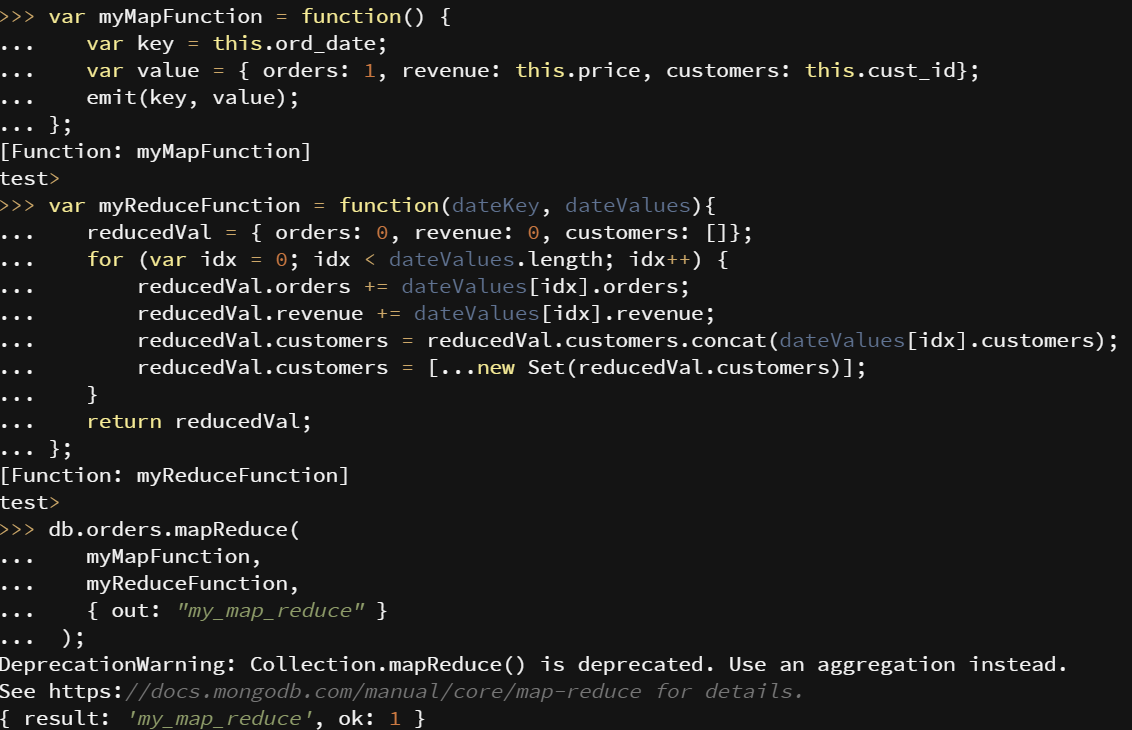 >>> var myMapFunction = function() {
...    var key = this.ord_date;
...    var value = { orders: 1, revenue: this.price, customers: this.cust_id};
...    emit(key, value);
... };
[Function: myMapFunction]
test>
>>> var myReduceFunction = function(dateKey, dateValues){
...    reducedVal = { orders: 0, revenue: 0, customers: []};
...    for (var idx = 0; idx < dateValues.length; idx++) {
...        reducedVal.orders += dateValues[idx].orders;
...        reducedVal.revenue += dateValues[idx].revenue;
...        reducedVal.customers = reducedVal.customers.concat(dateValues[idx].customers);
...        reducedVal.customers = [...new Set(reducedVal.customers)];
...    }
...    return reducedVal;
... };
[Function: myReduceFunction]
test>
>>> db.orders.mapReduce(
...    myMapFunction,
...    myReduceFunction,
...    { out: "my_map_reduce" }
...  );
DeprecationWarning: Collection.mapReduce() is deprecated. Use an aggregation instead.
See https://docs.mongodb.com/manual/core/map-reduce for details.
{ result: 'my_map_reduce', ok: 1 }